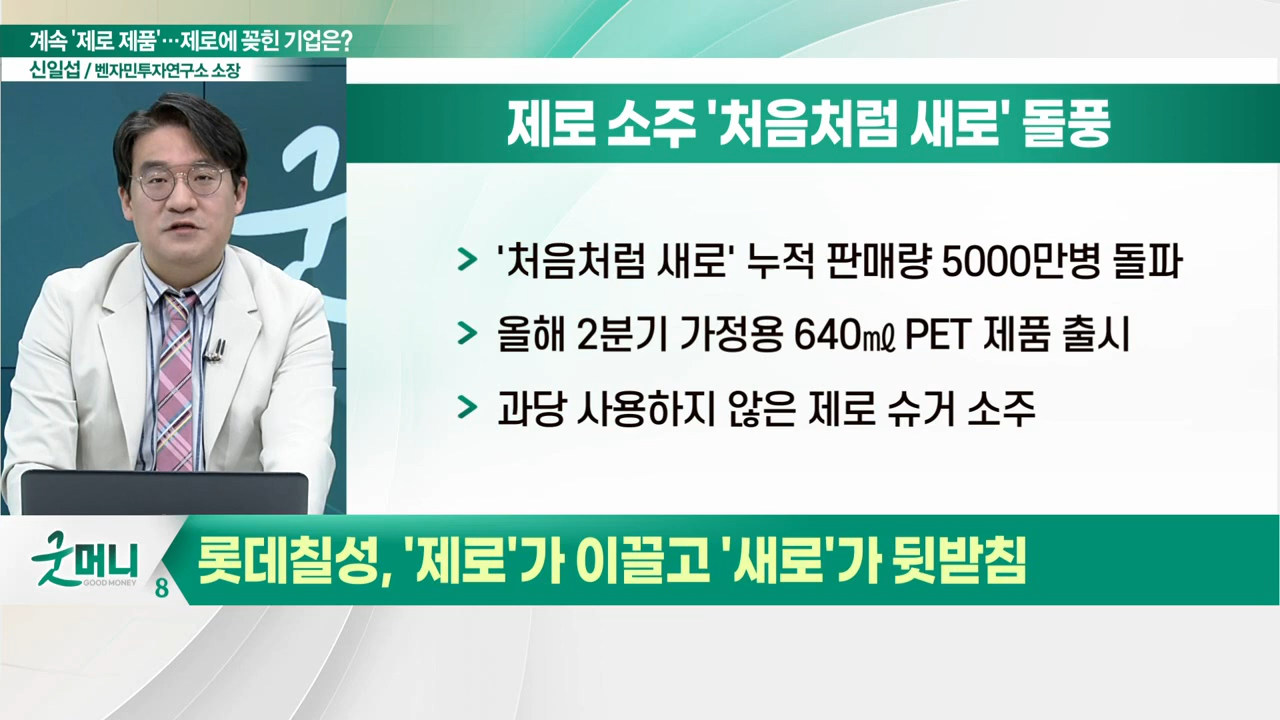 계속 '제로 제품'…제로에 꽂힌 기업은?
신일섭 / 벤자민투자연구소 소장
제로 소주 '처음처럼 새로' 돌풍
> '처음처럼 새로' 누적 판매량 5000만병 돌파
> 올해 2분기 가정용 640㎖ PET 제품 출시
> 과당 사용하지 않은 제로 슈거 소주
굿머니
GOOD MONEY
8
롯데칠성, '제로'가 이끌고 '새로'가 뒷받침